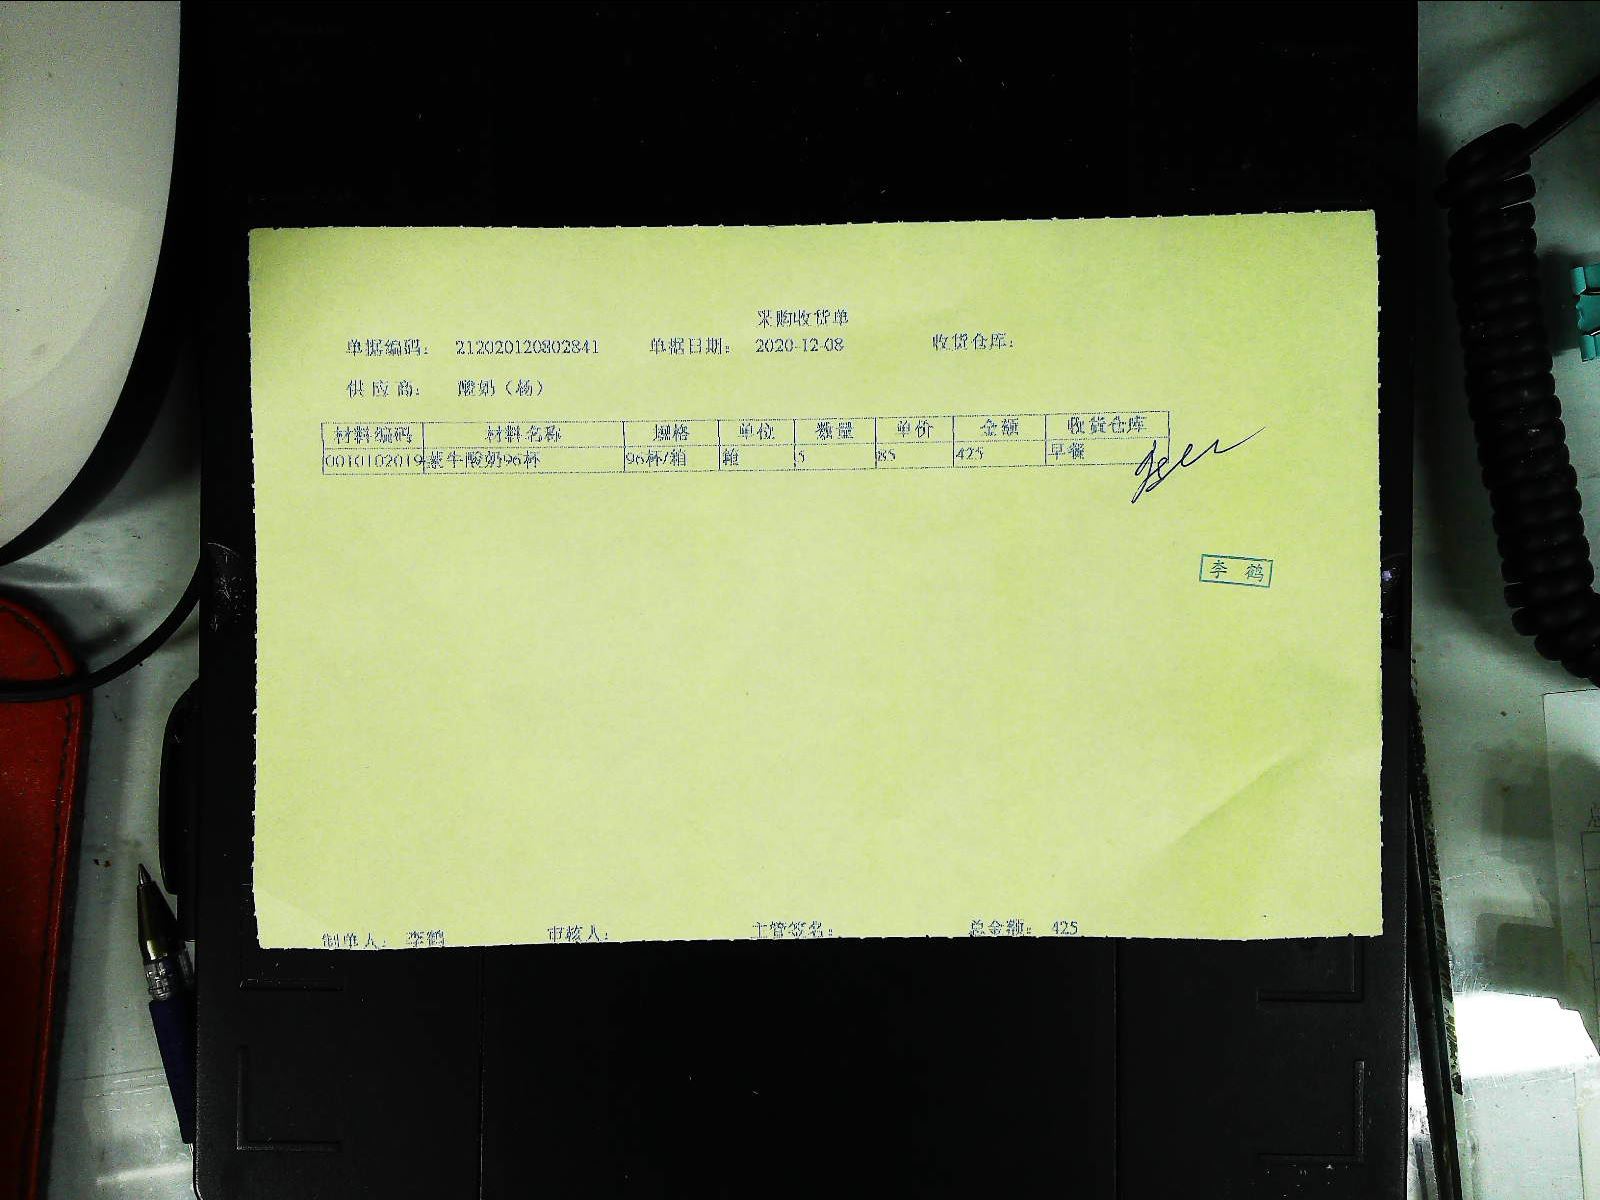 采购收货单
单据编码： 212020120802841 单据日期： 2020-12-08 收货仓库：
供 应 商： 酸奶（杨）
材料编码 材料名称 规格 单位 数量 单价 金额 收货仓库
0010102019 蒙牛酸奶96杯 96杯/箱 箱 5 85 425 早餐
李 鹤
制单人： 李鹤 审核人： 主管签名： 总金额： 425